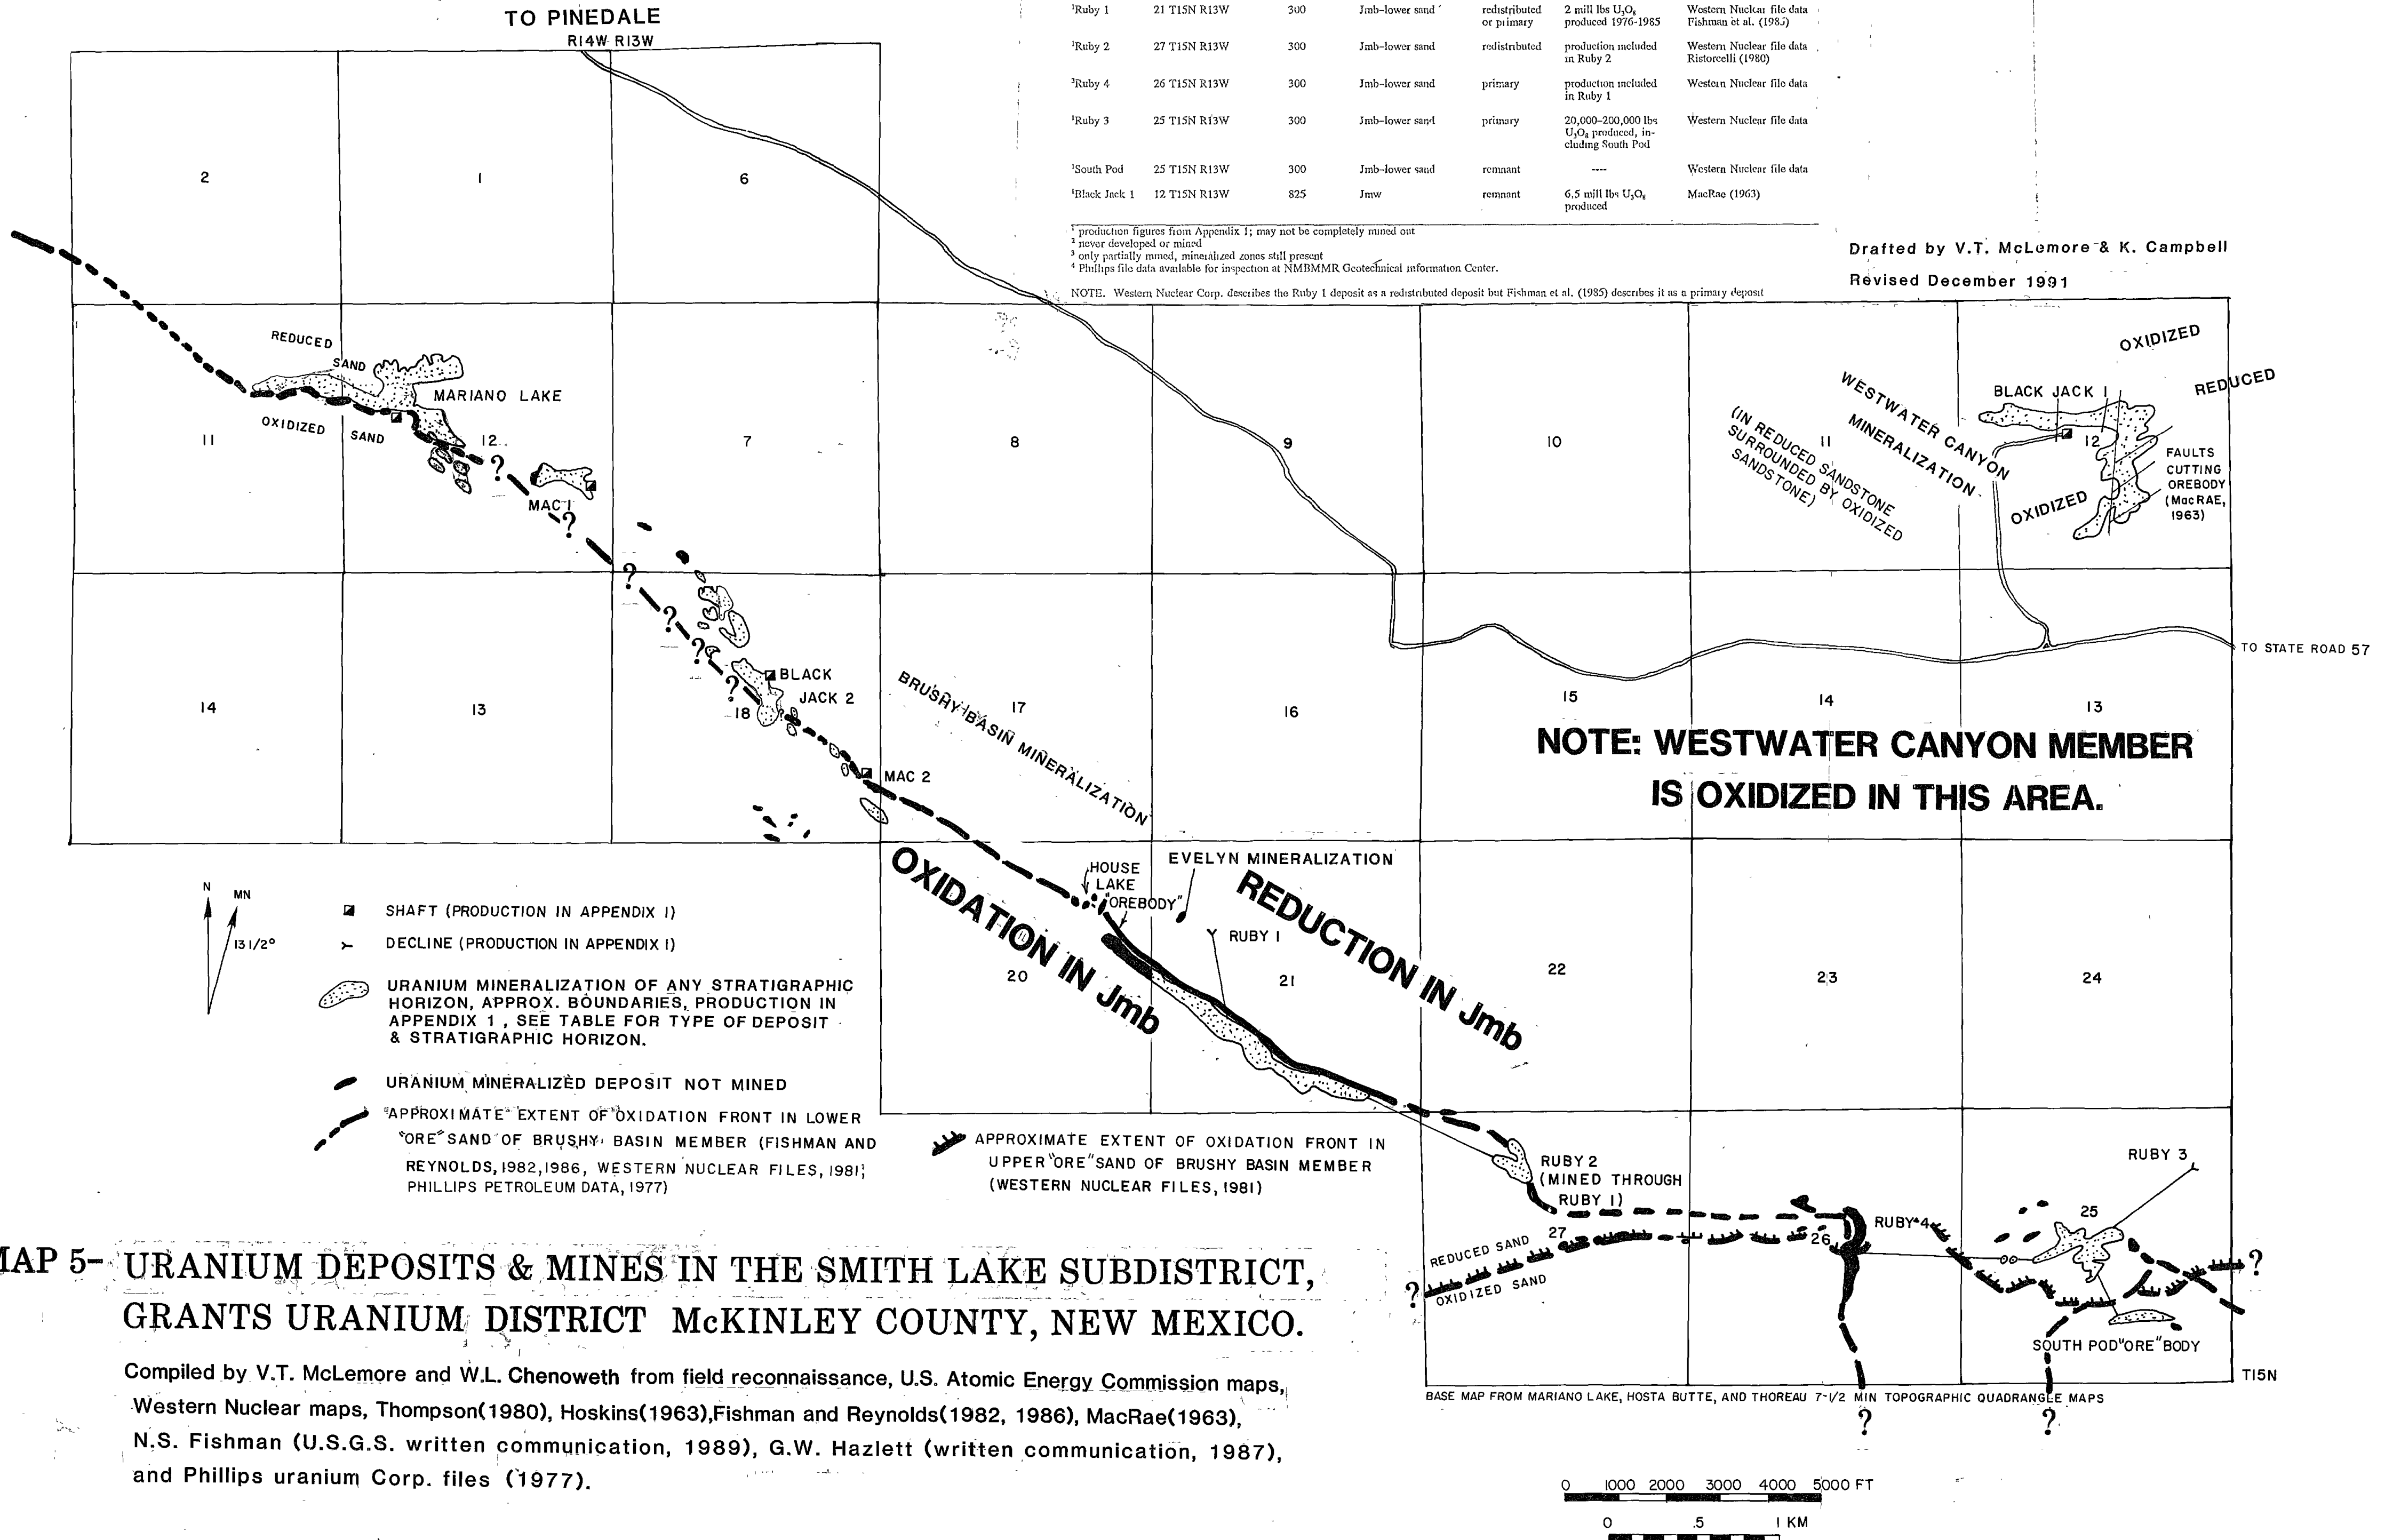 TO PINEDALE
R14W R13W
¹Ruby 1 21 T15N R13W 300 Jmb-lower sand redistributed or primary 2 mill lbs U₃O₈ produced 1976-1985 Western Nuclear file data Fishman et al. (1985)
¹Ruby 2 27 T15N R13W 300 Jmb-lower sand redistributed production included in Ruby 2 Western Nuclear file data Ristorcelli (1980)
³Ruby 4 26 T15N R13W 300 Jmb-lower sand primary production included in Ruby 1 Western Nuclear file data
¹Ruby 3 25 T15N R13W 300 Jmb-lower sand primary 20,000-200,000 lbs U₃O₈ produced, including South Pod Western Nuclear file data
¹South Pod 25 T15N R13W 300 Jmb-lower sand remnant ---- Western Nuclear file data
¹Black Jack 1 12 T15N R13W 825 Jmw remnant 6.5 mill lbs U₃O₈ produced MacRae (1963)
¹ production figures from Appendix 1; may not be completely mined out
² never developed or mined
³ only partially mined, mineralized zones still present
⁴ Phillips file data available for inspection at NMBMMR Geotechnical information Center.
NOTE. Western Nuclear Corp. describes the Ruby 1 deposit as a redistributed deposit but Fishman et al. (1985) describes it as a primary deposit
Drafted by V.T. McLemore & K. Campbell
Revised December 1991
2
1
6
REDUCED
SAND
MARIANO LAKE
OXIDIZED SAND
11
12
7
8
9
10
11
MAC 1
?
?
(IN REDUCED SANDSTONE
SURROUNDED BY OXIDIZED
SANDSTONE)
WESTWATER CANYON
MINERALIZATION
OXIDIZED
REDUCED
BLACK JACK 1
12
OXIDIZED
FAULTS
CUTTING
OREBODY
(MacRAE,
1963)
?
?
?
?
BLACK
JACK 2
14
13
18
17
16
15
14
13
TO STATE ROAD 57
BRUSHY BASIN MINERALIZATION
MAC 2
NOTE: WESTWATER CANYON MEMBER
IS OXIDIZED IN THIS AREA.
OXIDATION IN Jmb
REDUCTION IN Jmb
HOUSE
LAKE
"OREBODY"
EVELYN MINERALIZATION
RUBY 1
20
21
22
23
24
N
MN
13 1/2°
SHAFT (PRODUCTION IN APPENDIX I)
DECLINE (PRODUCTION IN APPENDIX I)
URANIUM MINERALIZATION OF ANY STRATIGRAPHIC
HORIZON, APPROX. BOUNDARIES, PRODUCTION IN
APPENDIX 1 , SEE TABLE FOR TYPE OF DEPOSIT
& STRATIGRAPHIC HORIZON.
URANIUM MINERALIZED DEPOSIT NOT MINED
APPROXIMATE EXTENT OF OXIDATION FRONT IN LOWER
"ORE" SAND OF BRUSHY BASIN MEMBER (FISHMAN AND
REYNOLDS, 1982,1986, WESTERN NUCLEAR FILES, 1981;
PHILLIPS PETROLEUM DATA, 1977)
APPROXIMATE EXTENT OF OXIDATION FRONT IN
UPPER "ORE" SAND OF BRUSHY BASIN MEMBER
(WESTERN NUCLEAR FILES, 1981)
RUBY 2
(MINED THROUGH
RUBY 1)
RUBY 3
RUBY 4
27
26
25
REDUCED SAND
OXIDIZED SAND
?
?
SOUTH POD "ORE" BODY
T15N
BASE MAP FROM MARIANO LAKE, HOSTA BUTTE, AND THOREAU 7-1/2 MIN TOPOGRAPHIC QUADRANGLE MAPS
?
?
MAP 5- URANIUM DEPOSITS & MINES IN THE SMITH LAKE SUBDISTRICT,
GRANTS URANIUM DISTRICT McKINLEY COUNTY, NEW MEXICO.
Compiled by V.T. McLemore and W.L. Chenoweth from field reconnaissance, U.S. Atomic Energy Commission maps,
Western Nuclear maps, Thompson(1980), Hoskins(1963),Fishman and Reynolds(1982, 1986), MacRae(1963),
N.S. Fishman (U.S.G.S. written communication, 1989), G.W. Hazlett (written communication, 1987),
and Phillips uranium Corp. files (1977).
0 1000 2000 3000 4000 5000 FT
0 .5 1 KM